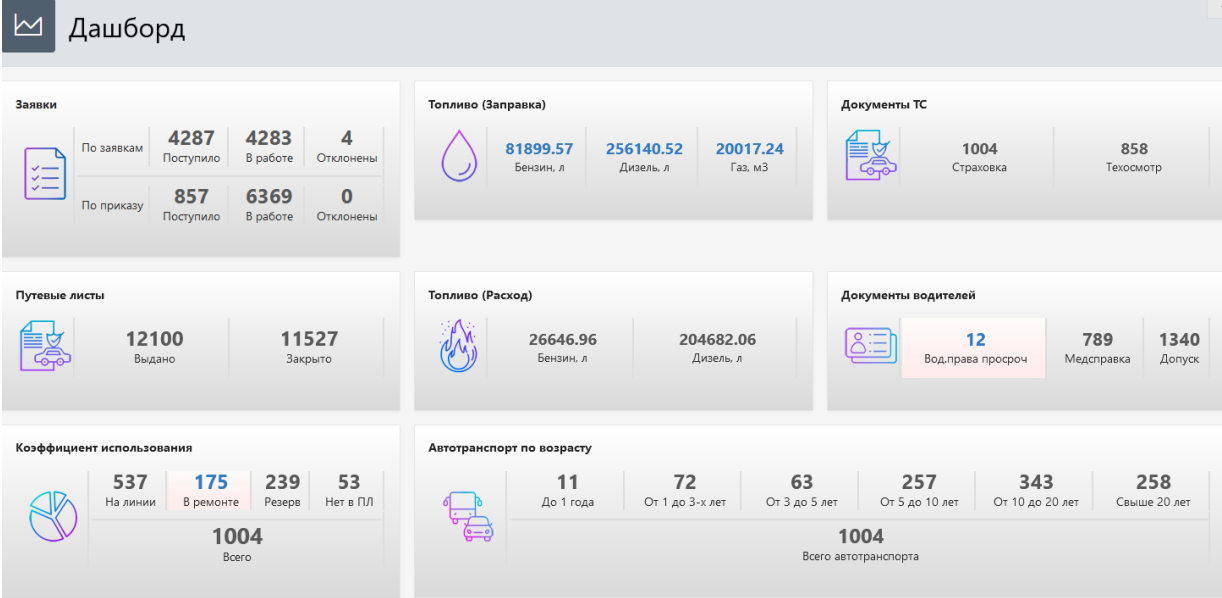 Дашборд
Заявки
По заявкам
4287 4283 4
Поступило В работе Отклонены
По приказу
857 6369 0
Поступило В работе Отклонены
Топливо (Заправка)
81899.57 256140.52 20017.24
Бензин, л Дизель, л Газ, м3
Документы ТС
1004 858
Страховка Техосмотр
Путевые листы
12100 11527
Выдано Закрыто
Топливо (Расход)
26646.96 204682.06
Бензин, л Дизель, л
Документы водителей
12 789 1340
Вод.права просроч Медсправка Допуск
Коэффициент использования
537 175 239 53
На линии В ремонте Резерв Нет в ПЛ
1004
Всего
Автотранспорт по возрасту
11 72 63 257 343 258
До 1 года От 1 до 3-х лет От 3 до 5 лет От 5 до 10 лет От 10 до 20 лет Свыше 20 лет
1004
Всего автотранспорта